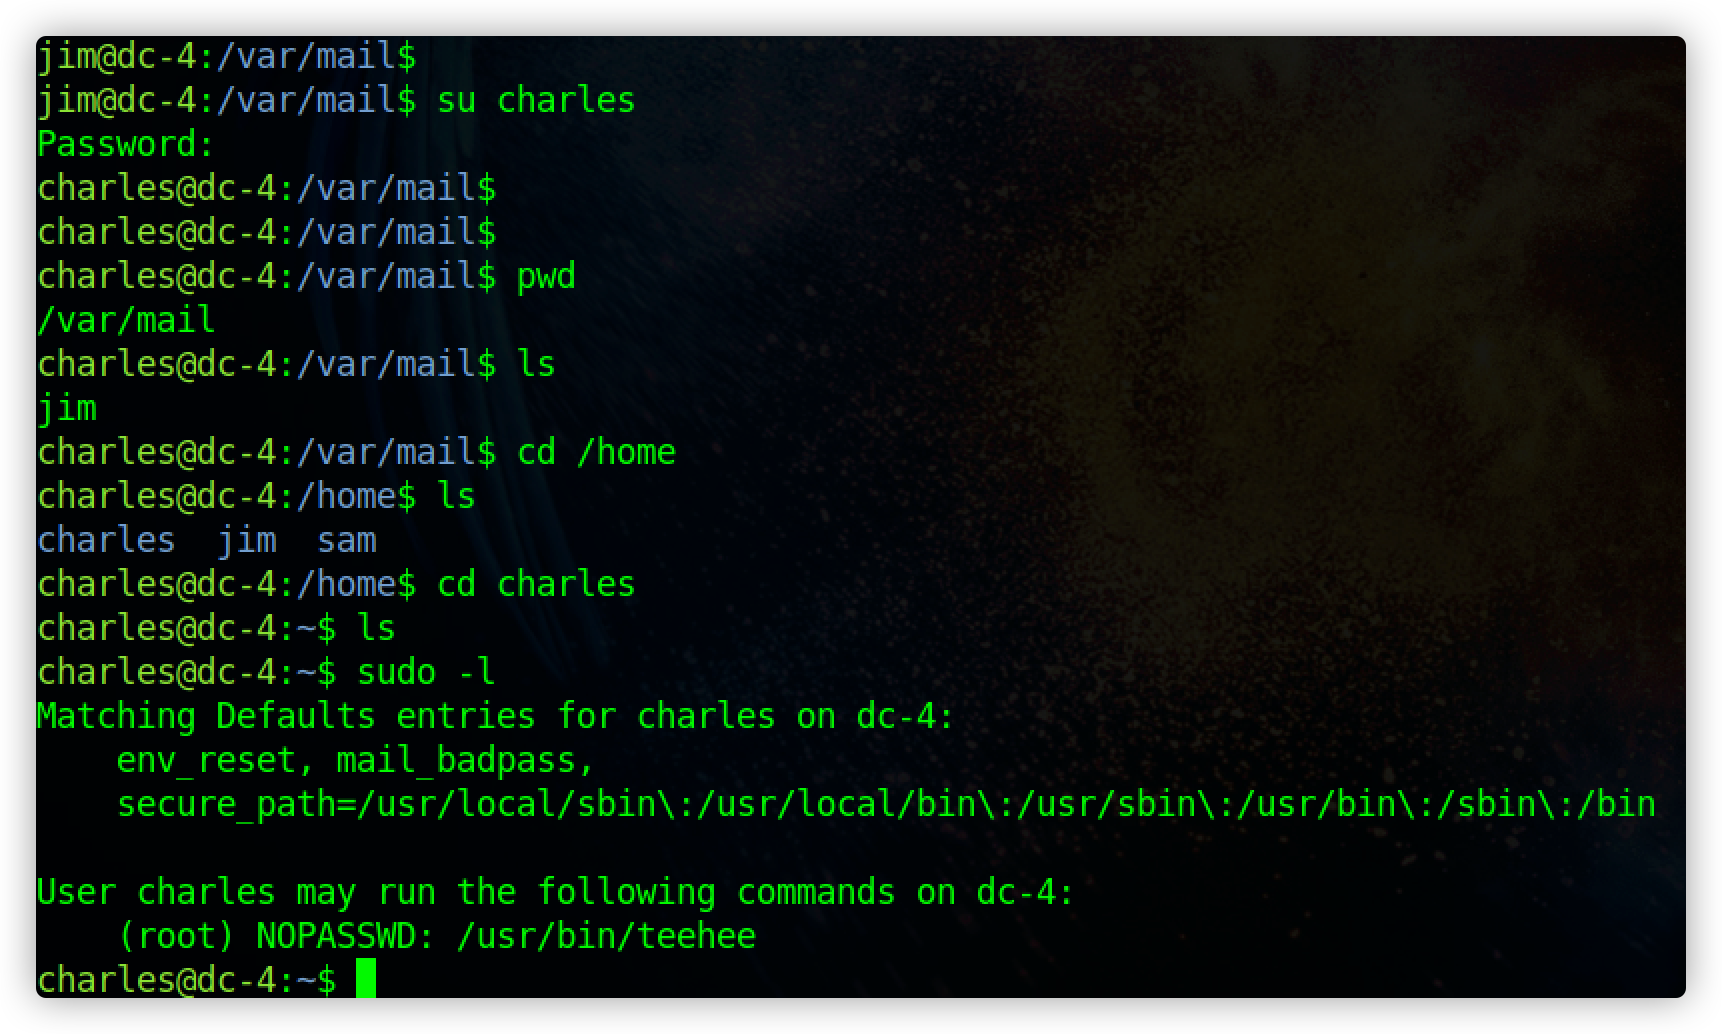 jim@dc-4:/var/mail$
jim@dc-4:/var/mail$ su charles
Password:
charles@dc-4:/var/mail$
charles@dc-4:/var/mail$
charles@dc-4:/var/mail$ pwd
/var/mail
charles@dc-4:/var/mail$ ls
jim
charles@dc-4:/var/mail$ cd /home
charles@dc-4:/home$ ls
charles  jim  sam
charles@dc-4:/home$ cd charles
charles@dc-4:~$ ls
charles@dc-4:~$ sudo -l
Matching Defaults entries for charles on dc-4:
    env_reset, mail_badpass,
    secure_path=/usr/local/sbin\:/usr/local/bin\:/usr/sbin\:/usr/bin\:/sbin\:/bin

User charles may run the following commands on dc-4:
    (root) NOPASSWD: /usr/bin/teehee
charles@dc-4:~$